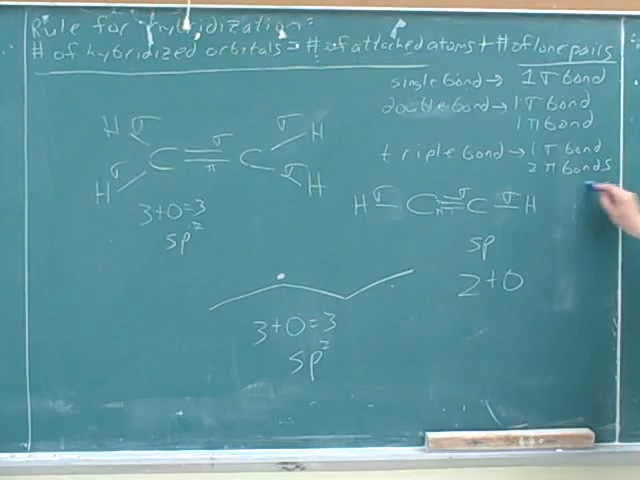 Rule for hybridization:
# of hybridized orbitals = # of attached atoms + # of lone pairs
single bond → 1 σ bond
double bond → 1 σ bond
1 π bond
triple bond → 1 σ bond
2 π bonds
H σ σ σ H
C = C
H σ π σ H
3+0=3
sp²
H σ C ≡ σ π C σ H
sp
2+0
3+0=3
sp²